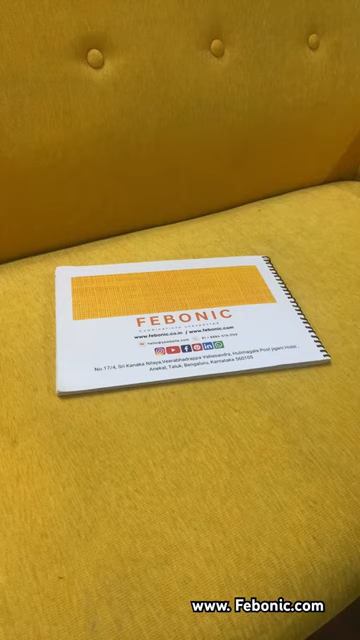 FEBONIC
www.febonic.co.in / www.febonic.com
No.17/4, Sri Kanaka Nilaya,Veerabhadrappa Yallasandra, Hulimagala Post jigani Hobli,
Anekal, Taluk, Bengaluru, Karnataka 560105
www. Febonic.com